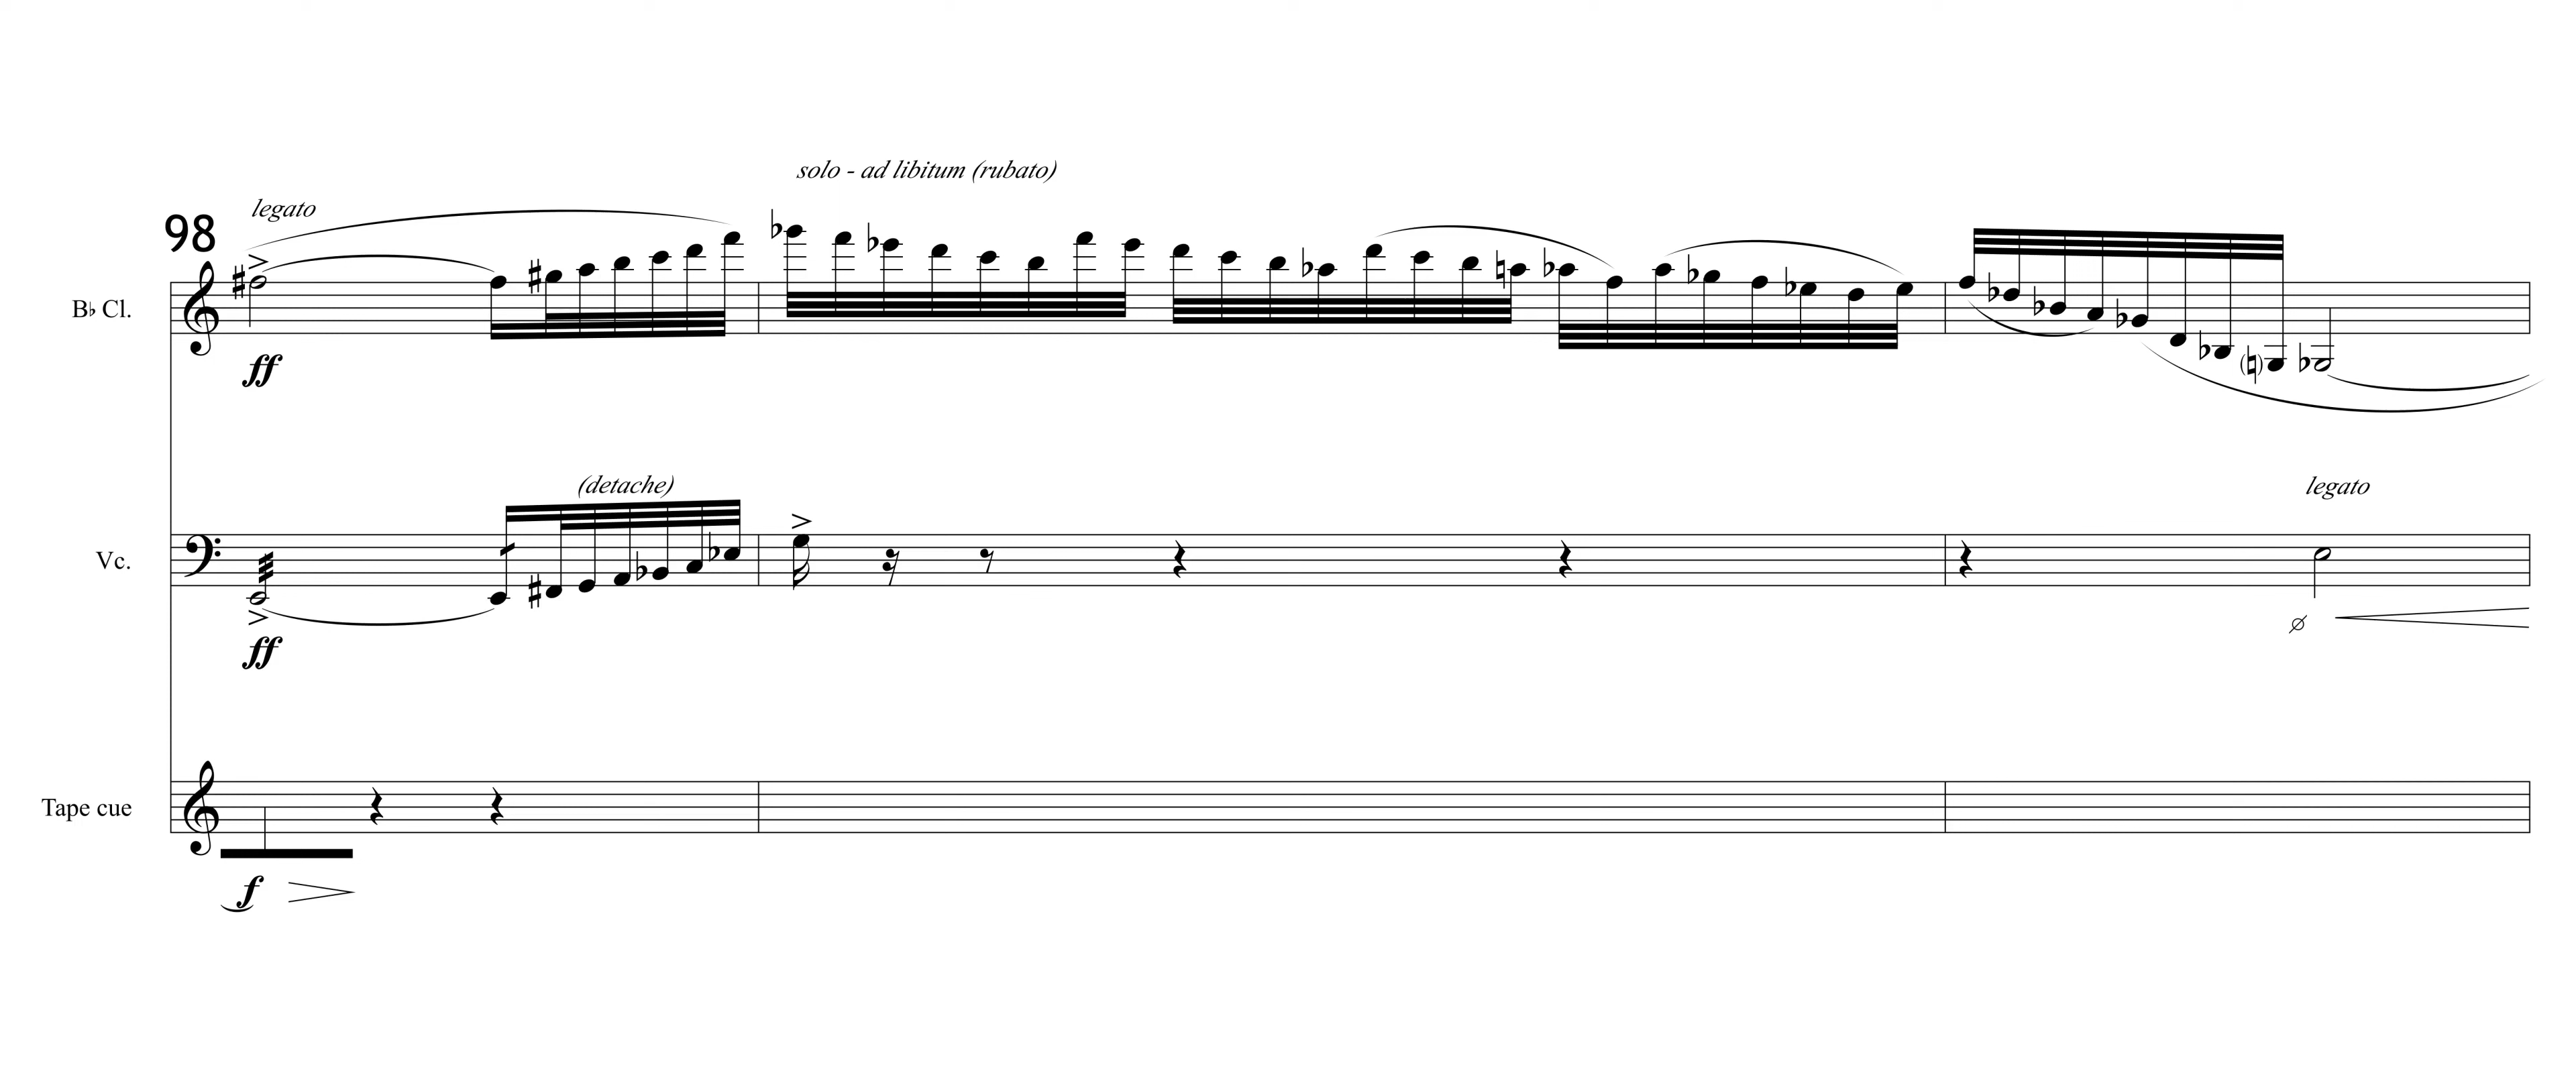 solo - ad libitum (rubato)
legato
98
B♭ Cl.
ff
(detache)
legato
Vc.
ff
Tape cue
f